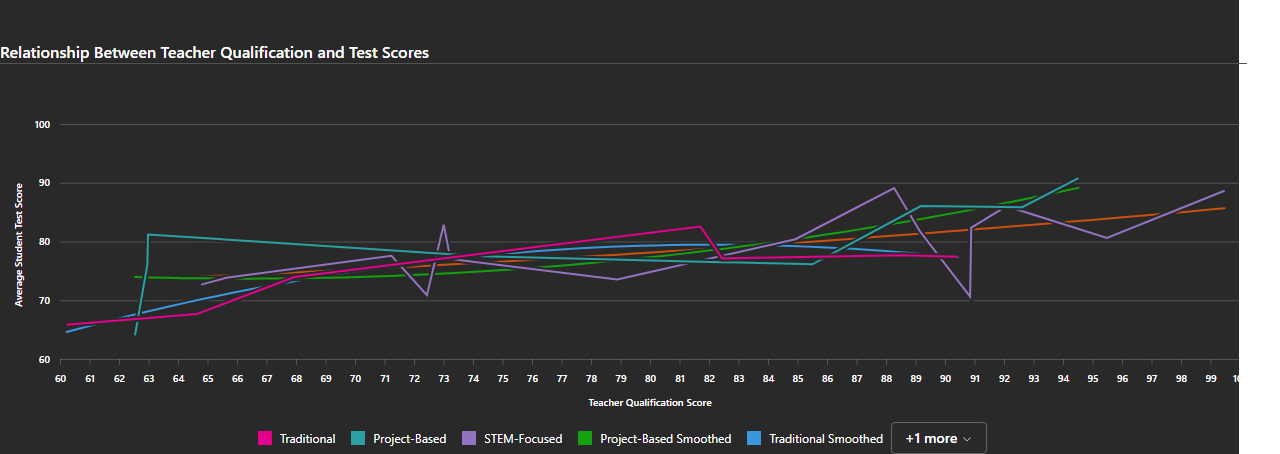 Relationship Between Teacher Qualification and Test Scores
100
90
80
70
60
Average Student Test Score
60 61 62 63 64 65 66 67 68 69 70 71 72 73 74 75 76 77 78 79 80 81 82 83 84 85 86 87 88 89 90 91 92 93 94 95 96 97 98 99
Teacher Qualification Score
Traditional Project-Based STEM-Focused Project-Based Smoothed Traditional Smoothed +1 more